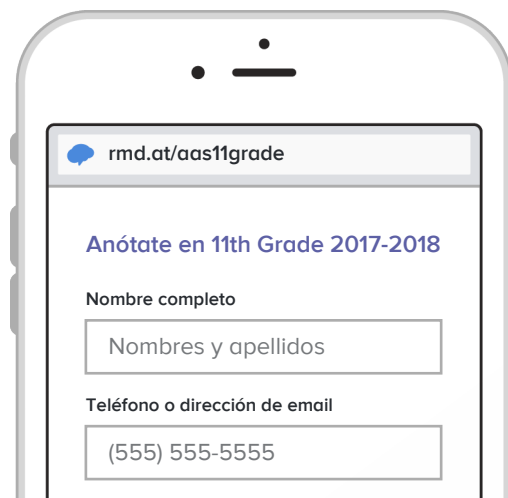 rmd.at/aas11grade
Anótate en 11th Grade 2017-2018
Nombre completo
Nombres y apellidos
Teléfono o dirección de email
(555) 555-5555